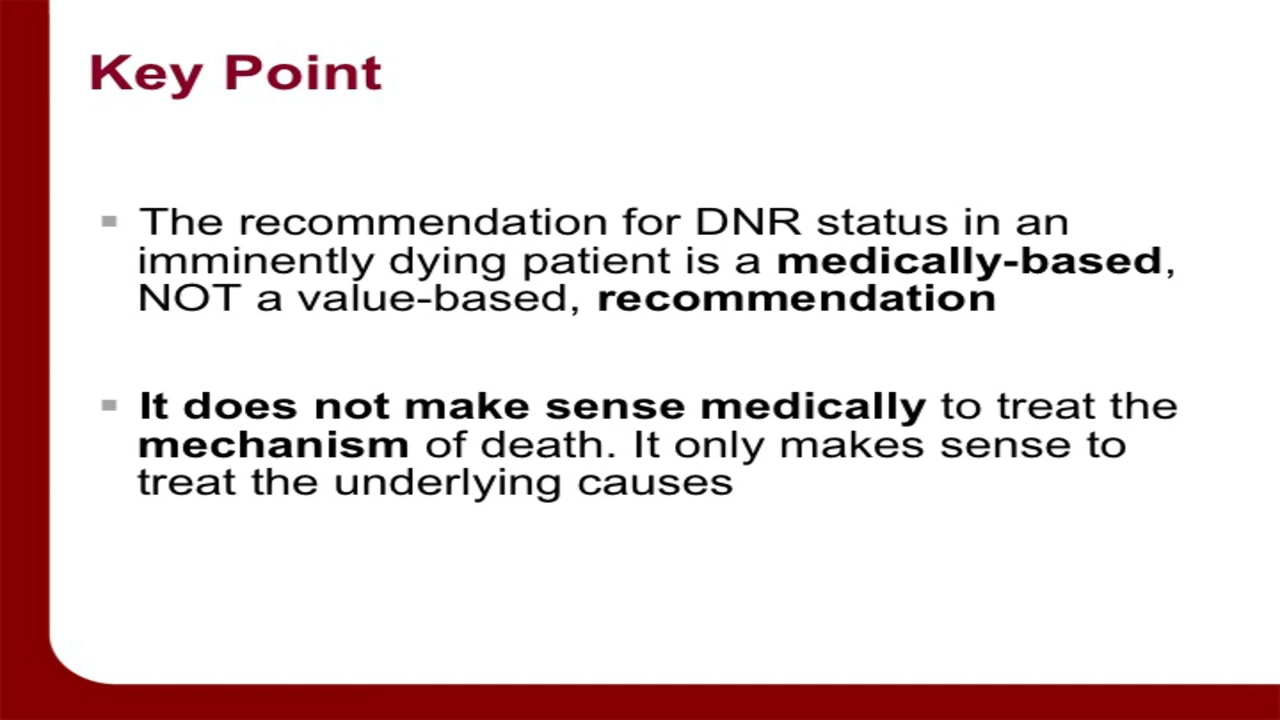 Key Point
The recommendation for DNR status in an
imminently dying patient is a medically-based,
NOT a value-based, recommendation
It does not make sense medically to treat the
mechanism of death. It only makes sense to
treat the underlying causes